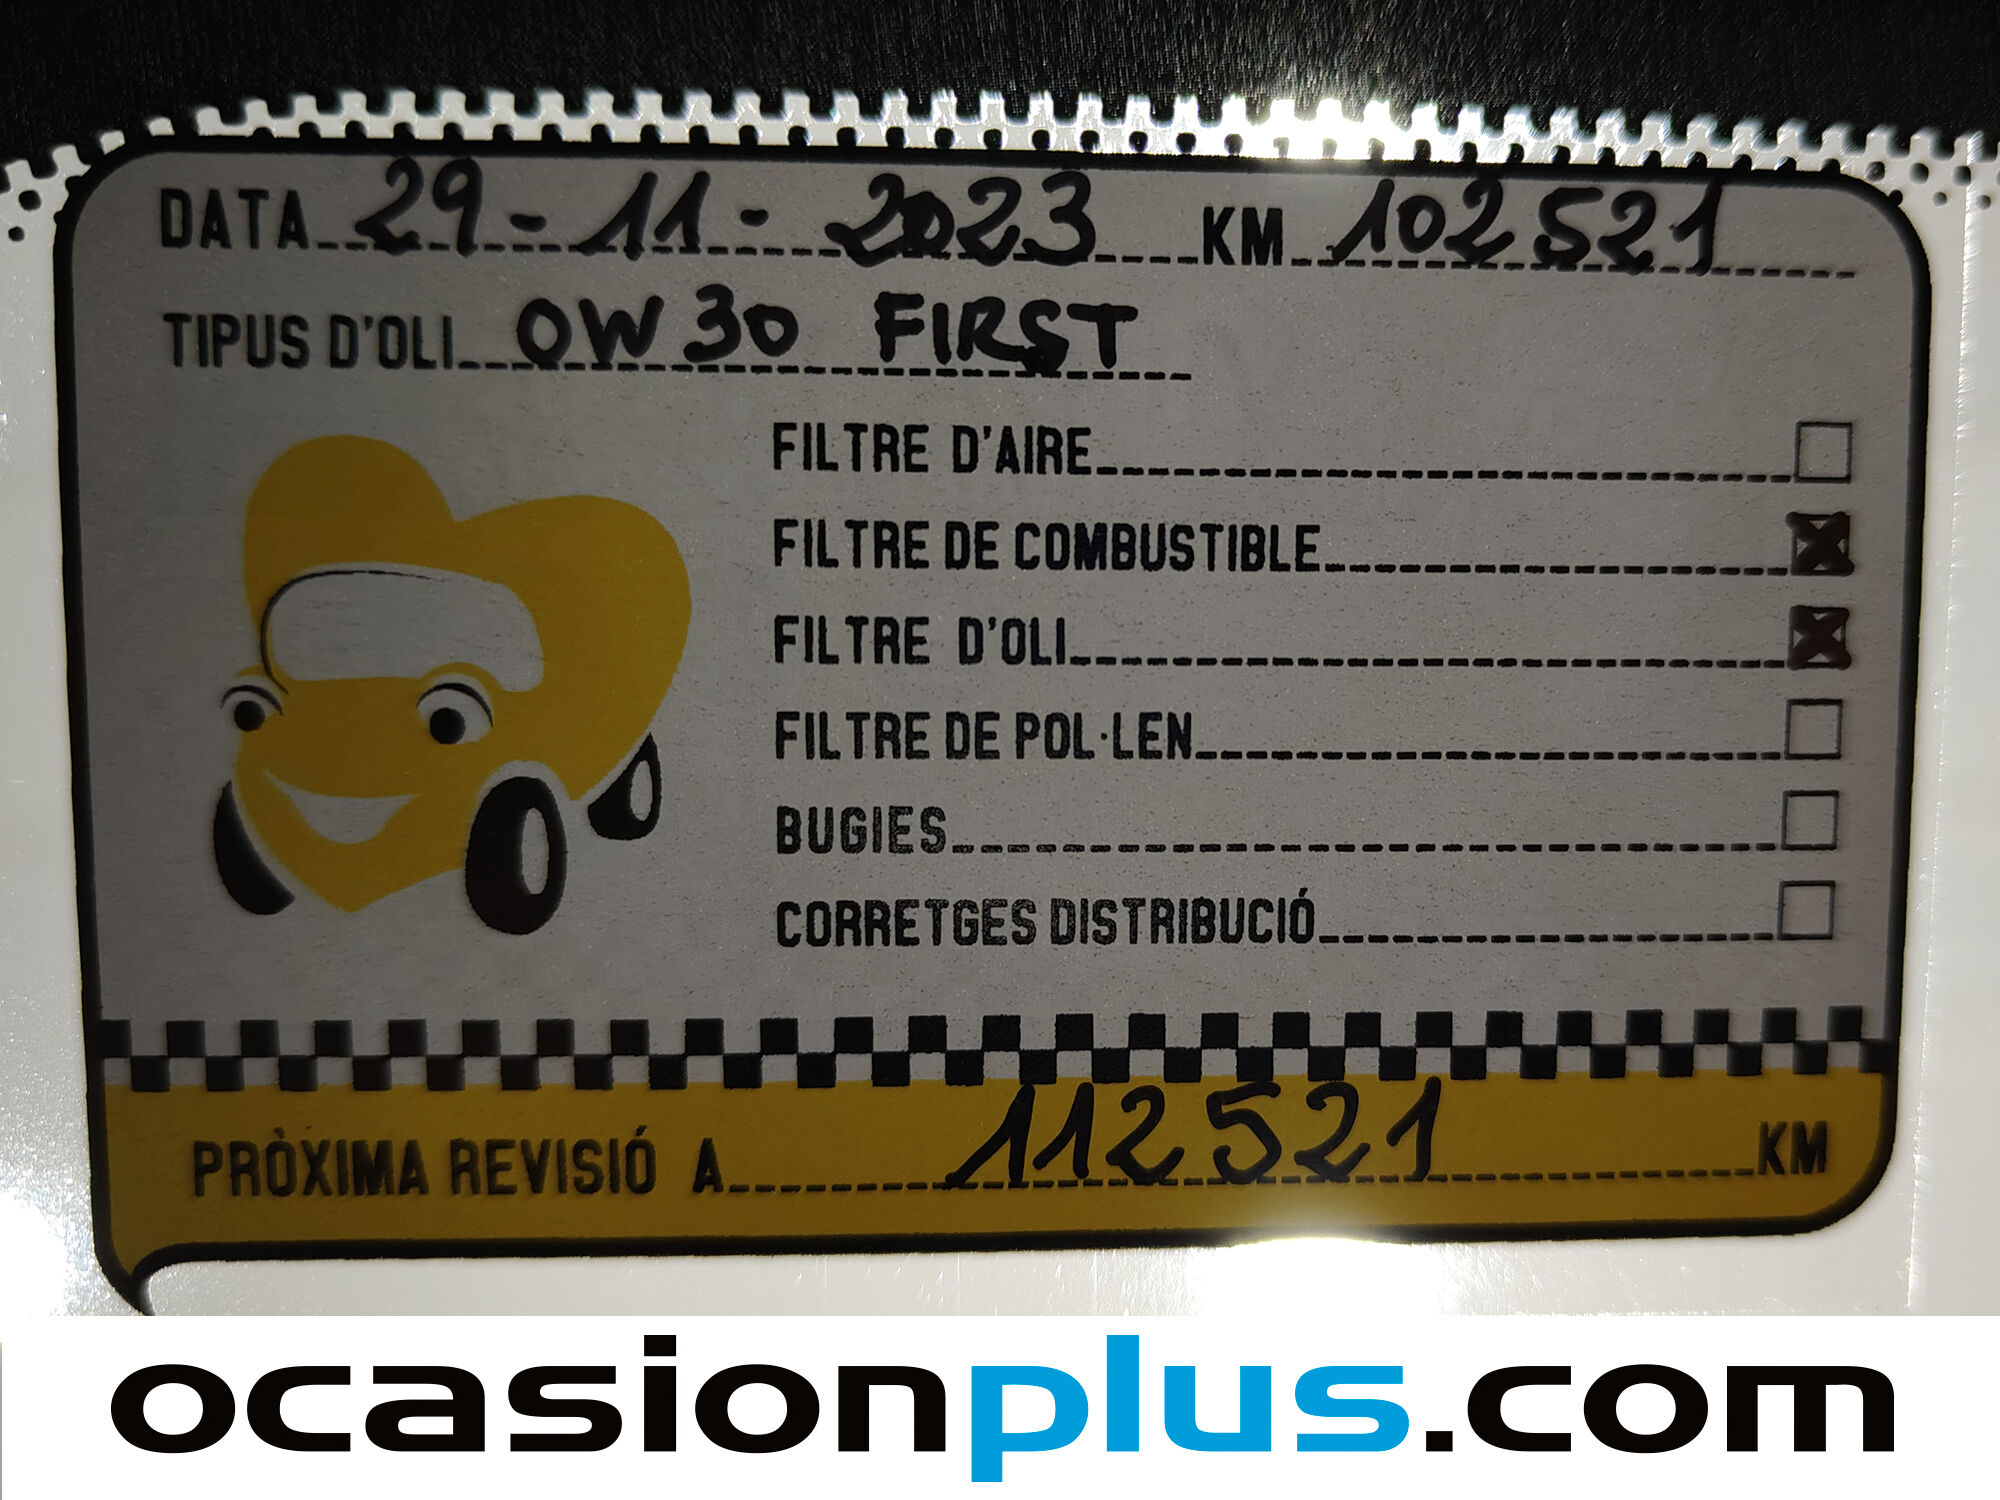 DATA 29-11-2023 KM 102521
TIPUS D'OLI 0W30 FIRST
FILTRE D'AIRE
FILTRE DE COMBUSTIBLE
FILTRE D'OLI
FILTRE DE POL·LEN
BUGIES
CORRETGES DISTRIBUCIÓ
PRÒXIMA REVISIÓ A 112521 KM
ocasionplus.com